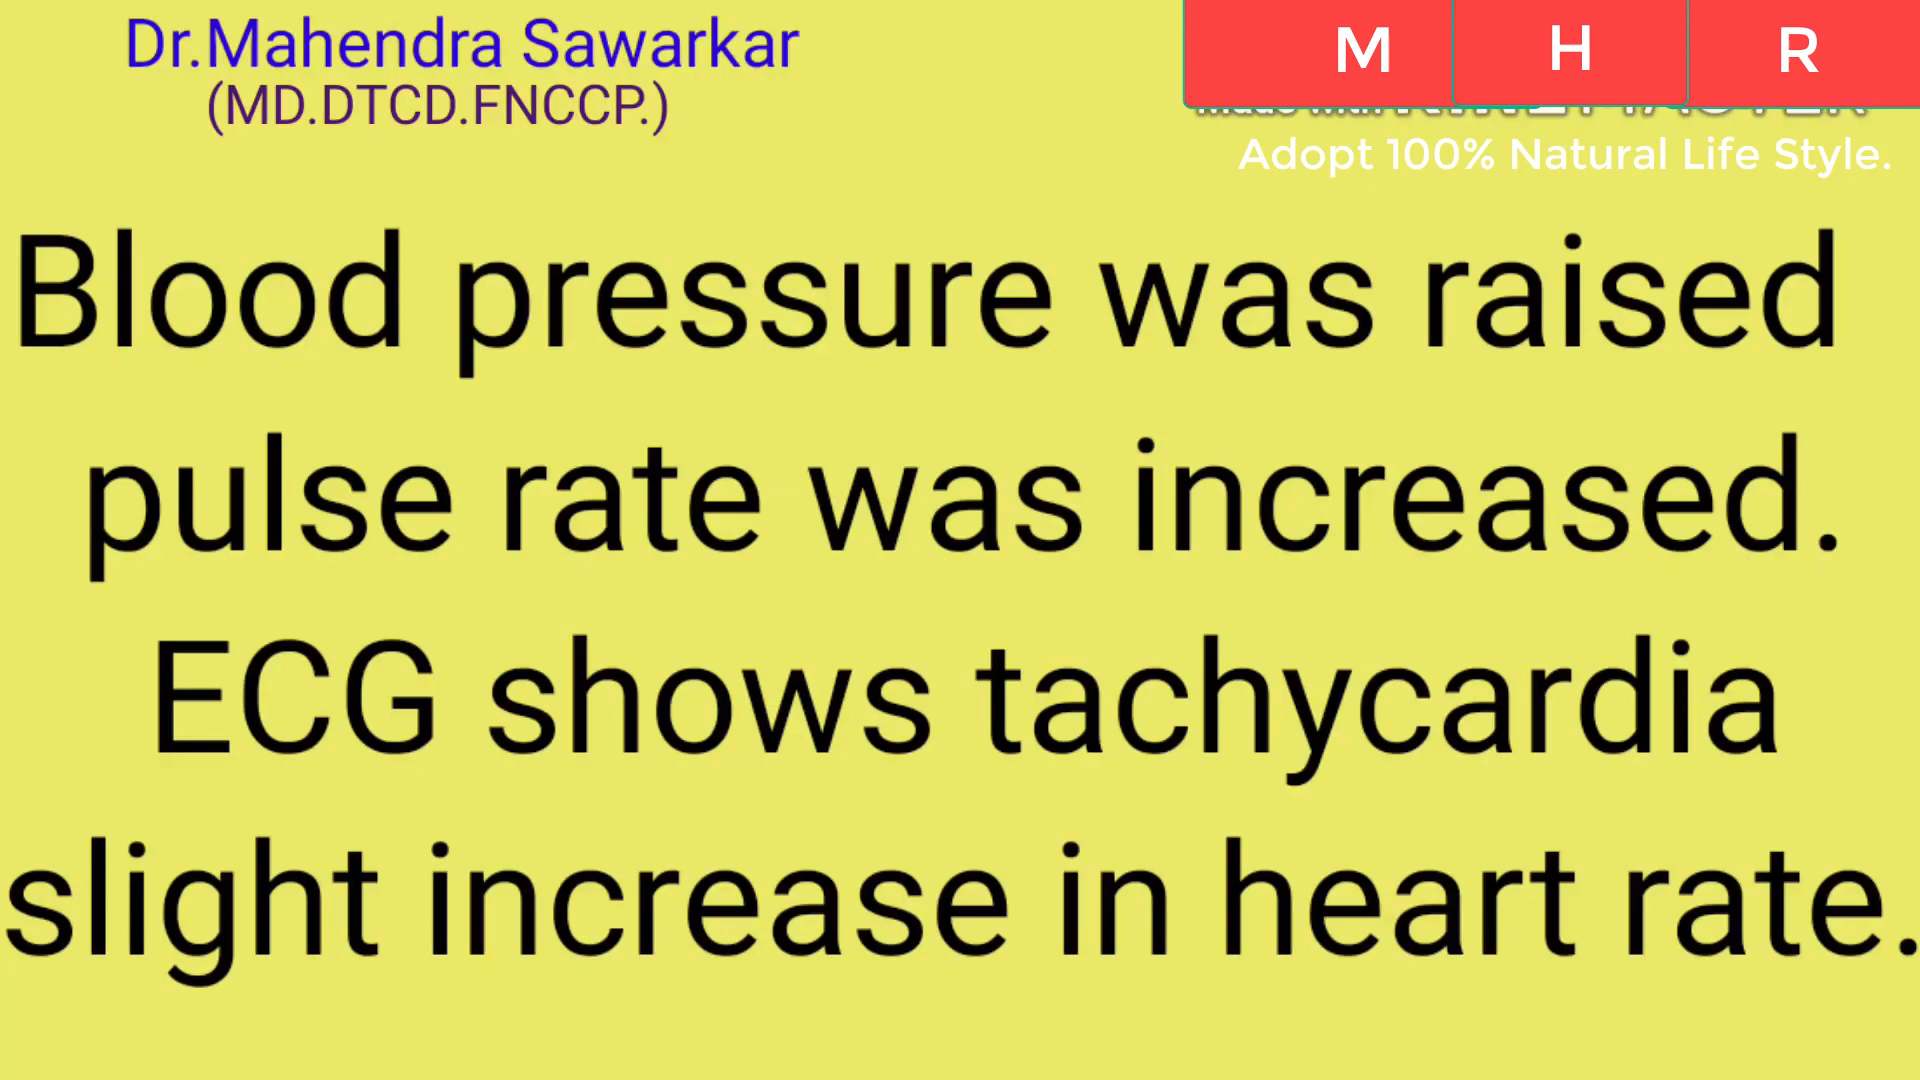 Dr.Mahendra Sawarkar
(MD.DTCD.FNCCP.)
M H R
Adopt 100% Natural Life Style.
Blood pressure was raised
pulse rate was increased.
ECG shows tachycardia
slight increase in heart rate.